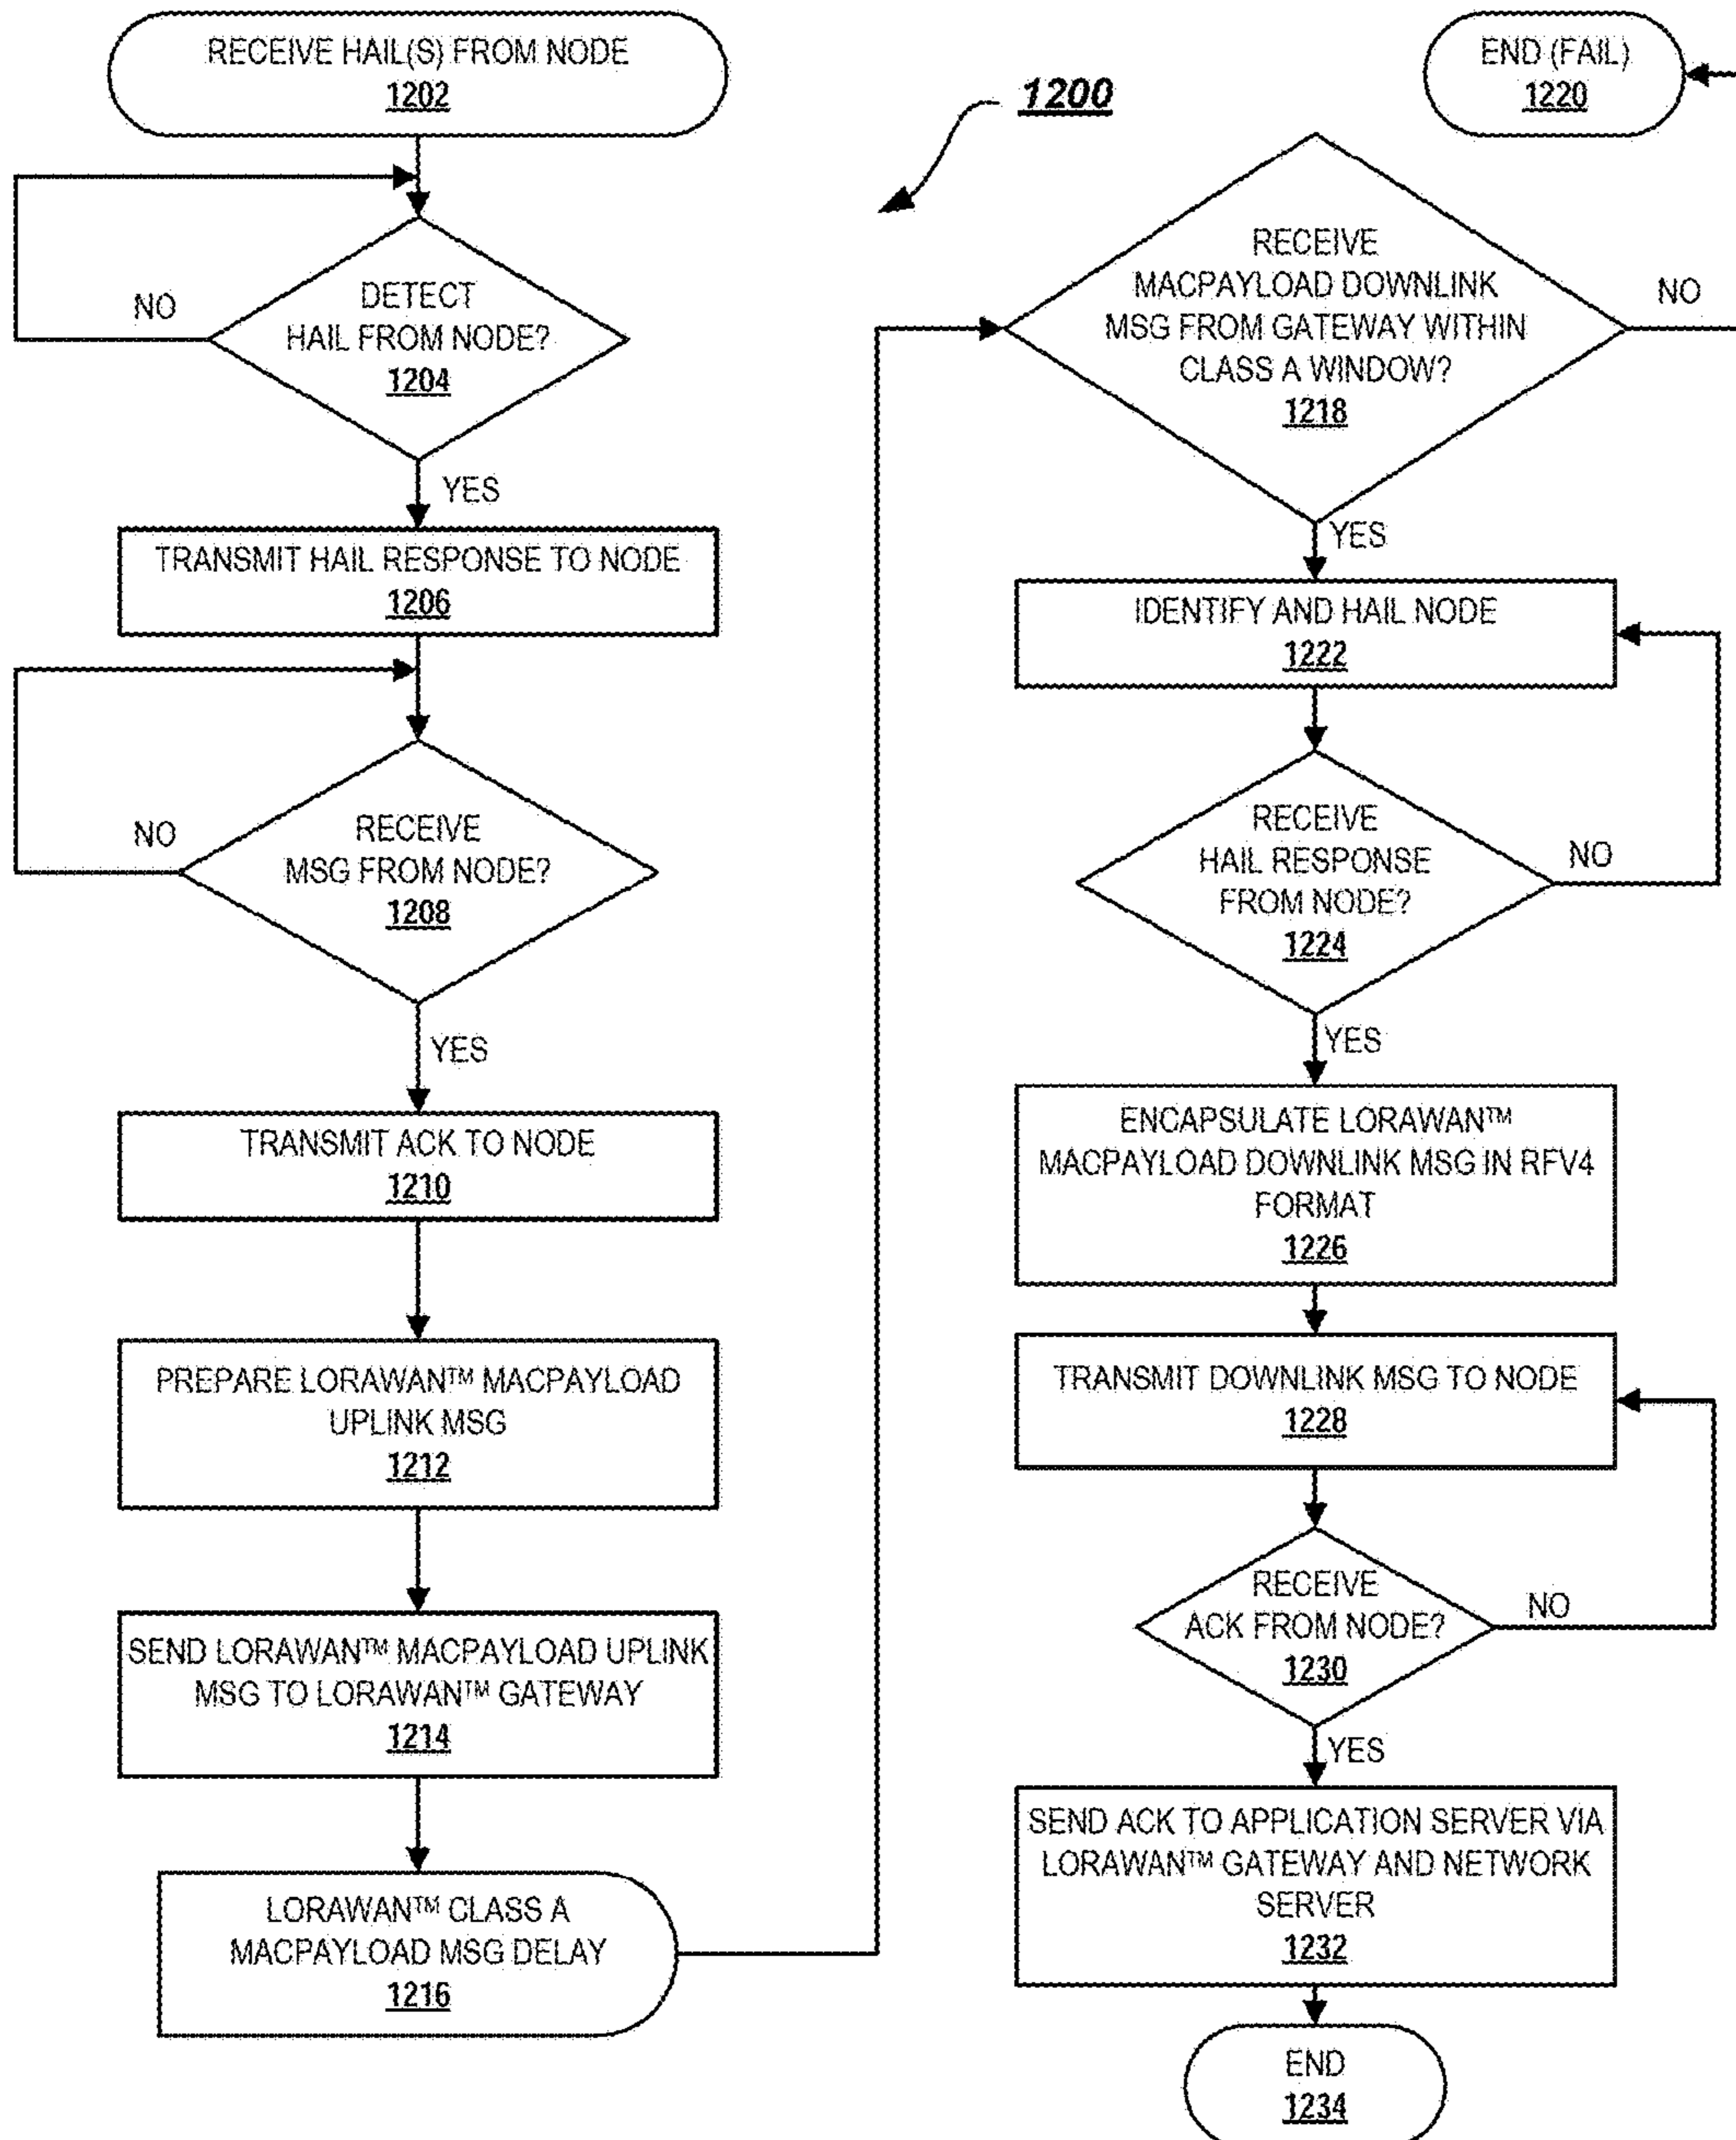 RECEIVE HAIL(S) FROM NODE
1202
DETECT
HAIL FROM NODE?
1204
NO
YES
TRANSMIT HAIL RESPONSE TO NODE
1206
RECEIVE
MSG FROM NODE?
1208
NO
YES
TRANSMIT ACK TO NODE
1210
PREPARE LORAWAN™ MACPAYLOAD
UPLINK MSG
1212
SEND LORAWAN™ MACPAYLOAD UPLINK
MSG TO LORAWAN™ GATEWAY
1214
LORAWAN™ CLASS A
MACPAYLOAD MSG DELAY
1216
1200
END (FAIL)
1220
RECEIVE
MACPAYLOAD DOWNLINK
MSG FROM GATEWAY WITHIN
CLASS A WINDOW?
1218
NO
YES
IDENTIFY AND HAIL NODE
1222
RECEIVE
HAIL RESPONSE
FROM NODE?
1224
NO
YES
ENCAPSULATE LORAWAN™
MACPAYLOAD DOWNLINK MSG IN RFV4
FORMAT
1226
TRANSMIT DOWNLINK MSG TO NODE
1228
RECEIVE
ACK FROM NODE?
1230
NO
YES
SEND ACK TO APPLICATION SERVER VIA
LORAWAN™ GATEWAY AND NETWORK
SERVER
1232
END
1234